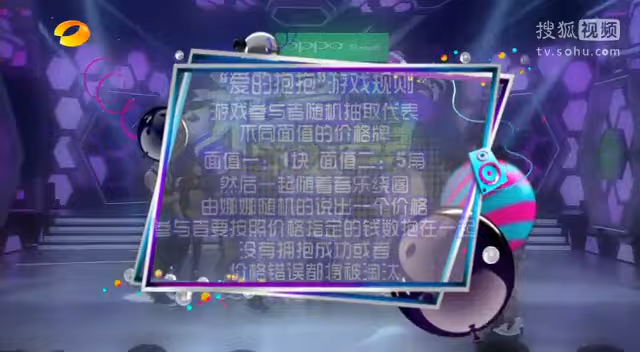 搜狐视频
tv.sohu.com
oppo
“爱的抱抱”游戏规则
游戏参与者随机抽取代表
不同面值的价格牌
面值一：1块 面值二：5角
然后一起随着音乐绕圈
由娜娜随机的说出一个价格
参与者要按照价格指定的钱数抱在一起
没有拥抱成功或者
价格错误都得被淘汰.